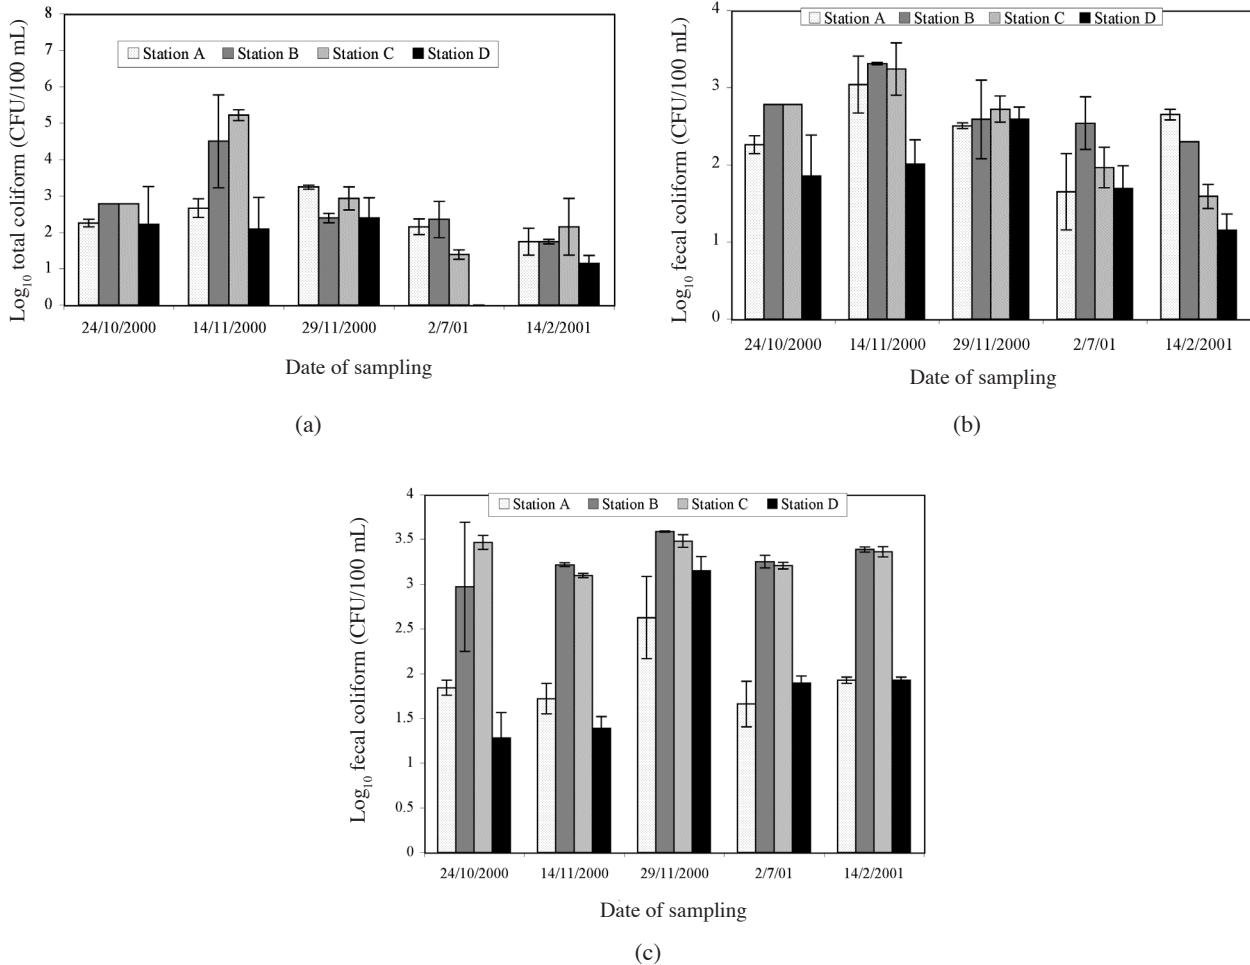 Log10 total coliform (CFU/100 mL)
8
7
6
5
4
3
2
1
0
Station A Station B Station C Station D
24/10/2000 14/11/2000 29/11/2000 2/7/01 14/2/2001
Date of sampling
(a)
Log10 fecal coliform (CFU/100 mL)
4
3
2
1
0
Station A Station B Station C Station D
24/10/2000 14/11/2000 29/11/2000 2/7/01 14/2/2001
Date of sampling
(b)
Log10 fecal coliform (CFU/100 mL)
4
3.5
3
2.5
2
1.5
1
0.5
0
Station A Station B Station C Station D
24/10/2000 14/11/2000 29/11/2000 2/7/01 14/2/2001
Date of sampling
(c)